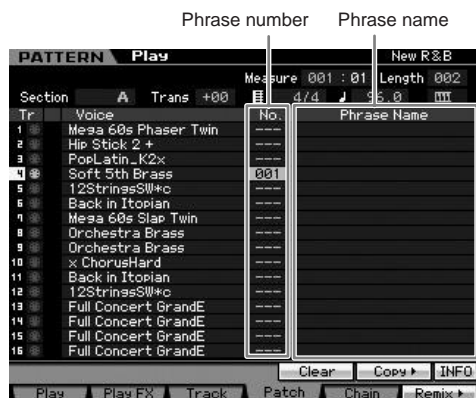 Phrase number Phrase name
PATTERN Play New R&B
Measure 001 : 01 Length 002
Section A Trans +00 4/4 96.0
Tr Voice No. Phrase Name
1 Mega 60s Phaser Twin ---
2 Hip Stick 2 + ---
3 PopLatin_K2x ---
4 Soft 5th Brass 001
5 12StringsSW*c ---
6 Back in Itopian ---
7 Mega 60s Slap Twin ---
8 Orchestra Brass ---
9 Orchestra Brass ---
10 x ChorusHard ---
11 Back in Itopian ---
12 12StringsSW*c ---
13 Full Concert GrandE ---
14 Full Concert GrandE ---
15 Full Concert GrandE ---
16 Full Concert GrandE ---
Clear Copy INFO
Play Play FX Track Patch Chain Remix